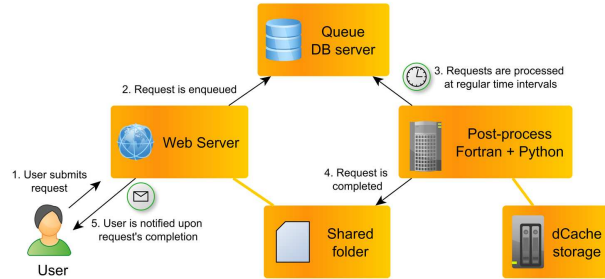 Queue
DB server
2. Request is enqueued
3. Requests are processed
at regular time intervals
Web Server
Post-process
Fortran + Python
1. User submits
request
4. Request is
completed
5. User is notified upon
request's completion
User
Shared
folder
dCache
storage